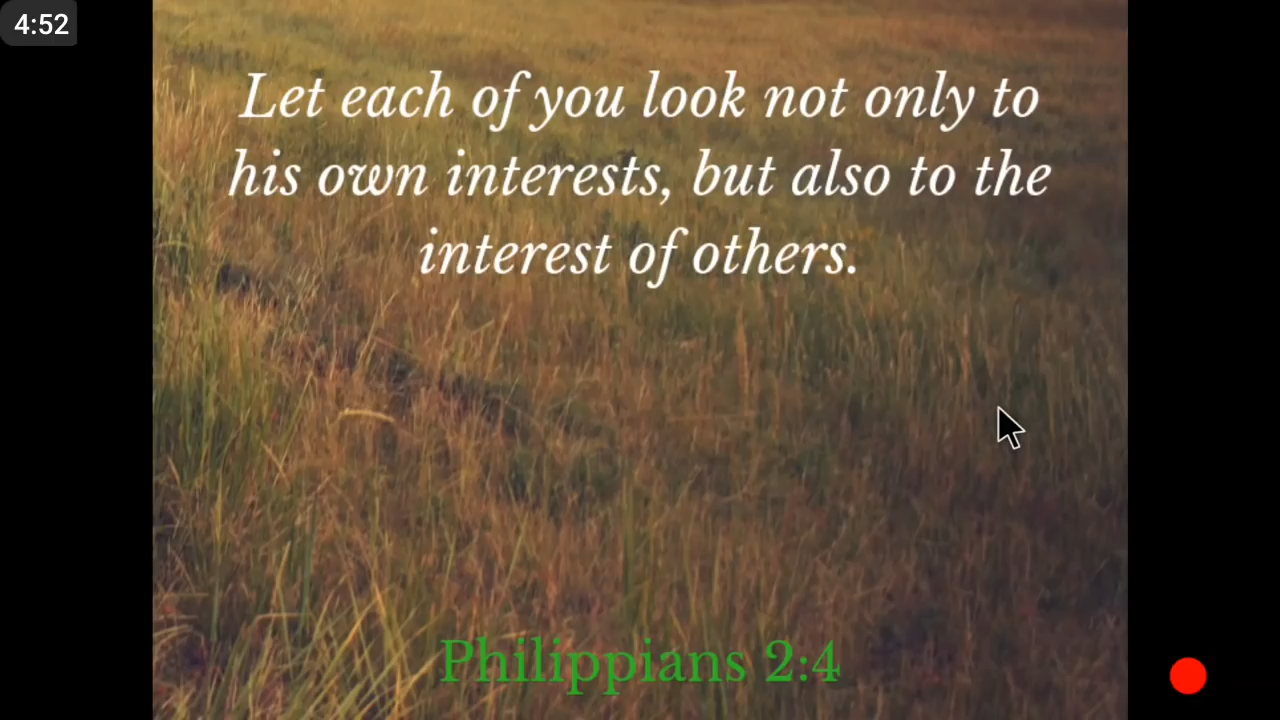 4:52
Let each of you look not only to
his own interests, but also to the
interest of others.
Philippians 2:4